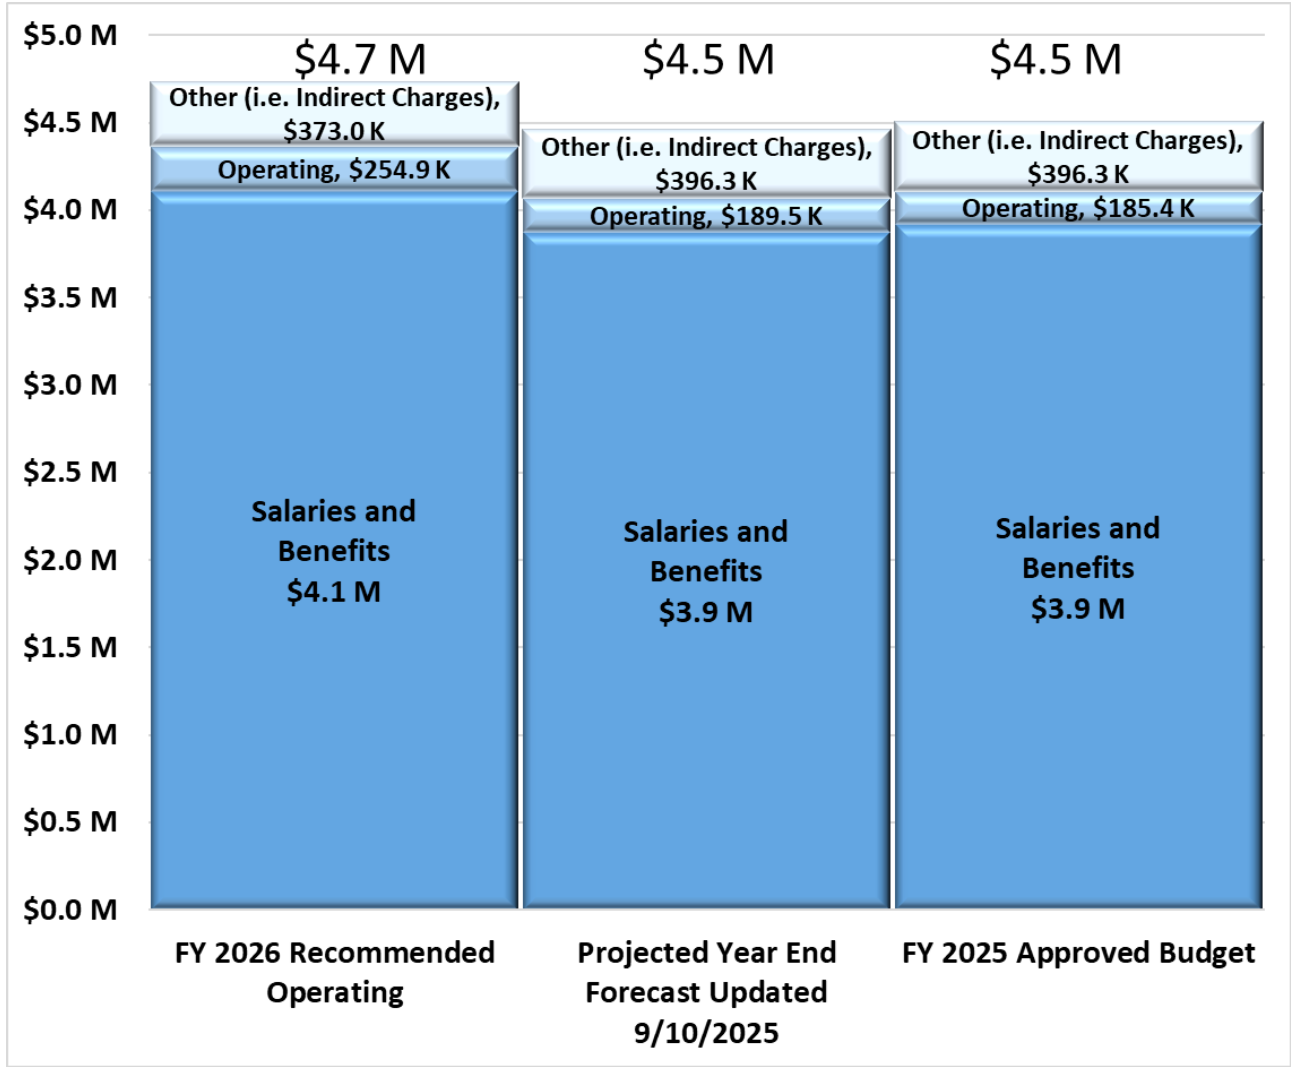 $5.0 M
$4.5 M
$4.0 M
$3.5 M
$3.0 M
$2.5 M
$2.0 M
$1.5 M
$1.0 M
$0.5 M
$0.0 M
$4.7 M
Other (i.e. Indirect Charges),
$373.0 K
Operating, $254.9 K
Salaries and
Benefits
$4.1 M
FY 2026 Recommended
Operating
$4.5 M
Other (i.e. Indirect Charges),
$396.3 K
Operating, $189.5 K
Salaries and
Benefits
$3.9 M
Projected Year End
Forecast Updated
9/10/2025
$4.5 M
Other (i.e. Indirect Charges),
$396.3 K
Operating, $185.4 K
Salaries and
Benefits
$3.9 M
FY 2025 Approved Budget